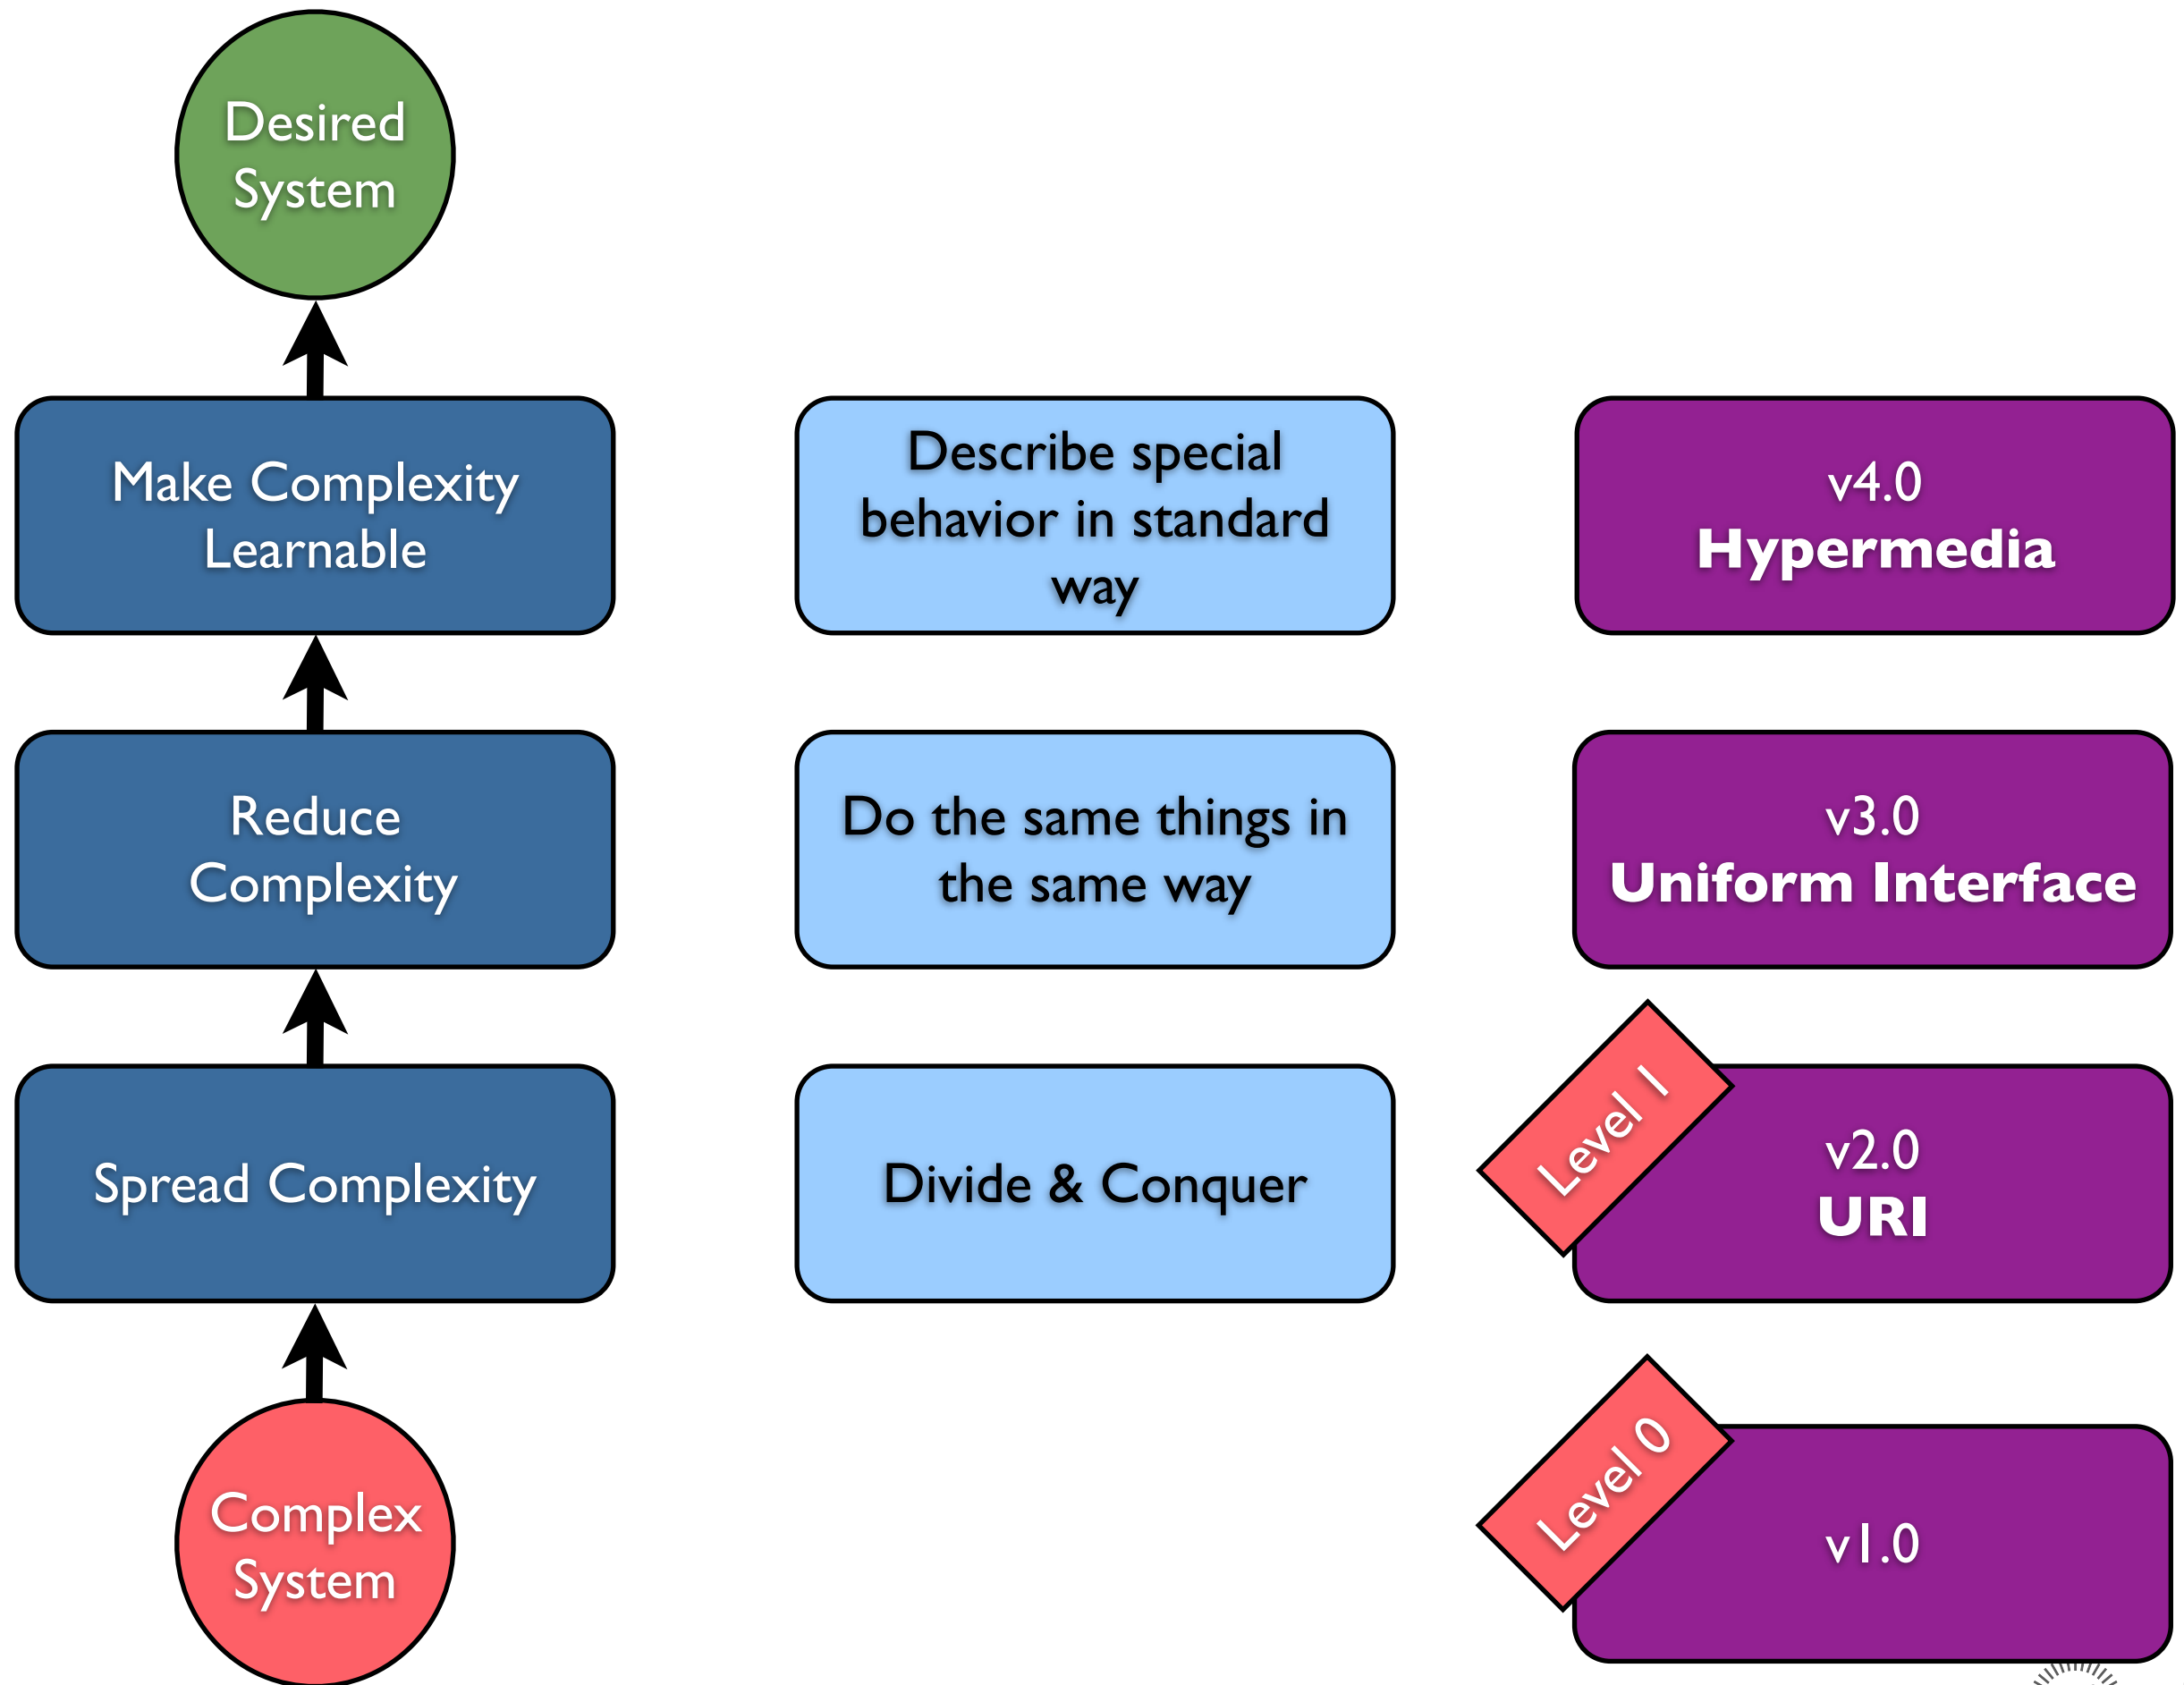 Desired
System
Make Complexity
Learnable
Describe special
behavior in standard
way
v4.0
Hypermedia
Reduce
Complexity
Do the same things in
the same way
v3.0
Uniform Interface
Spread Complexity
Divide & Conquer
Level 1
v2.0
URI
Complex
System
Level 0
v1.0